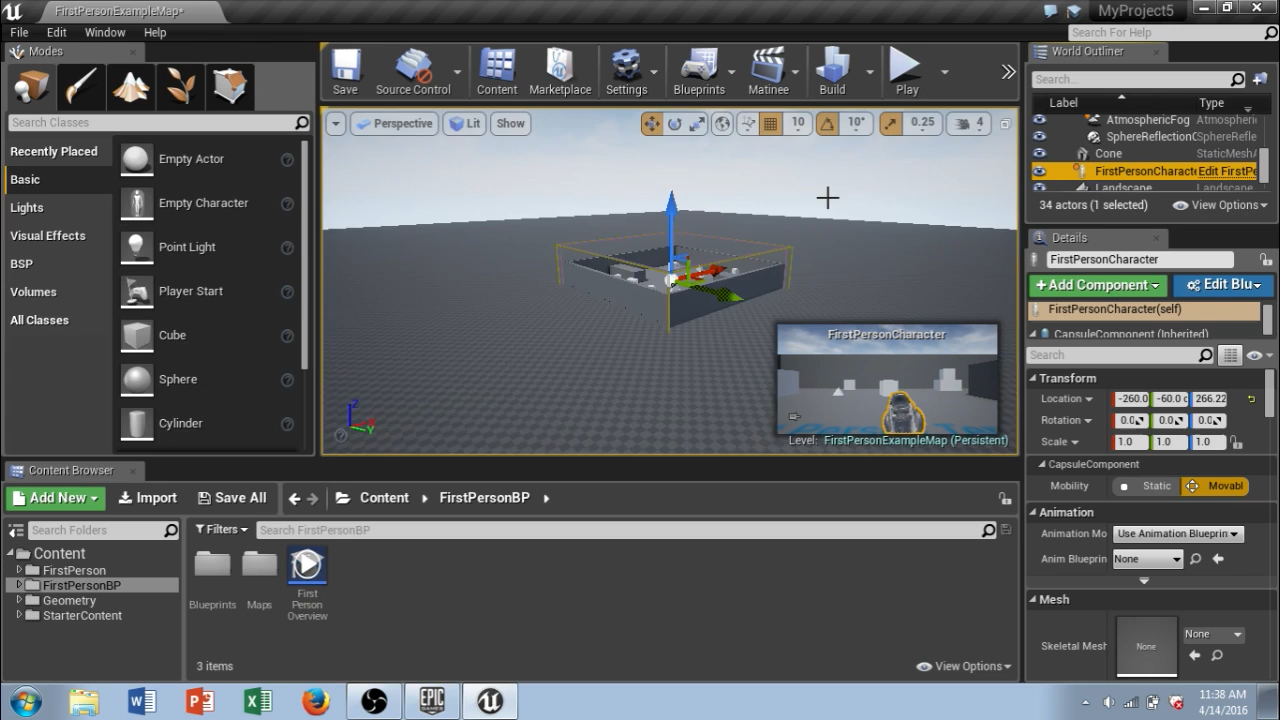 FirstPersonExampleMap*
MyProject5
File Edit Window Help
Search For Help
Modes
Save Source Control Content Marketplace Settings Blueprints Matinee Build Play
World Outliner
Search...
Label Type
Search Classes
Perspective Lit Show 10 10° 0.25 4
AtmosphericFog Atmospheri
SphereReflectionC SphereRefle
Cone StaticMeshA
FirstPersonCharacte Edit FirstPe
Landscape Landscape
34 actors (1 selected) View Options
Recently Placed
Basic
Lights
Visual Effects
BSP
Volumes
All Classes
Empty Actor
Empty Character
Point Light
Player Start
Cube
Sphere
Cylinder
Details
FirstPersonCharacter
+Add Component Edit Blu
FirstPersonCharacter(self)
CapsuleComponent (Inherited)
Search
FirstPersonCharacter
Level: FirstPersonExampleMap (Persistent)
Transform
Location -260.0 -60.0 c 266.22
Rotation 0.0 0.0 0.0
Scale 1.0 1.0 1.0
CapsuleComponent
Mobility Static Movabl
Animation
Animation Mo Use Animation Blueprin
Anim Blueprin None
Mesh
Skeletal Mesh None None
Content Browser
Add New Import Save All Content FirstPersonBP
Search Folders
Filters Search FirstPersonBP
Content
FirstPerson
FirstPersonBP
Geometry
StarterContent
Blueprints Maps
First
Person
Overview
3 items View Options
EPIC
GAMES
11:38 AM
4/14/2016